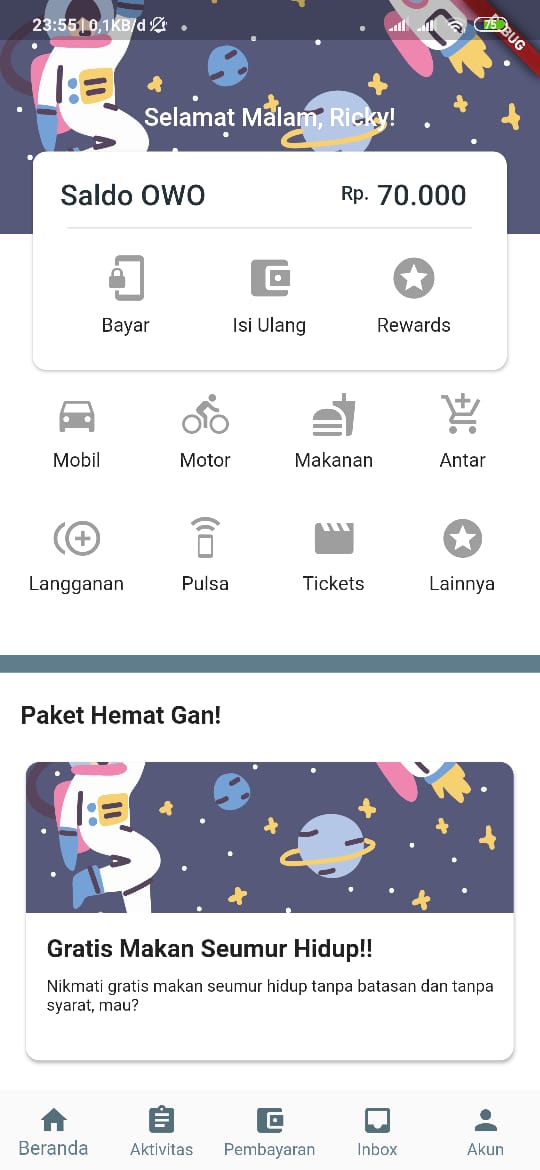 23:55 | 0,1KB/d
75
BUG
Selamat Malam, Ricky!
Saldo OWO
Rp. 70.000
Bayar
Isi Ulang
Rewards
Mobil
Motor
Makanan
Antar
Langganan
Pulsa
Tickets
Lainnya
Paket Hemat Gan!
Gratis Makan Seumur Hidup!!
Nikmati gratis makan seumur hidup tanpa batasan dan tanpa
syarat, mau?
Beranda
Aktivitas
Pembayaran
Inbox
Akun